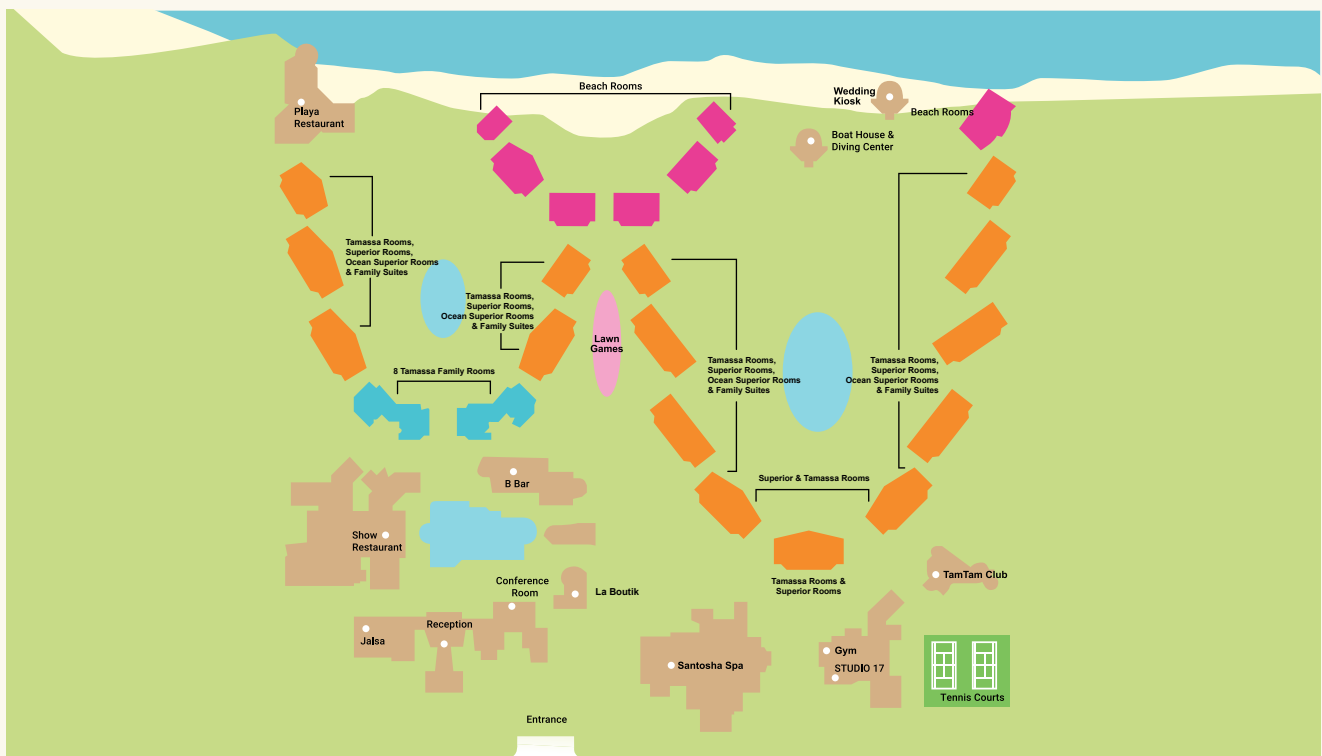 Beach Rooms
Wedding
Kiosk
Beach Rooms
Playa
Restaurant
Boat House &
Diving Center
Tamassa Rooms,
Superior Rooms,
Ocean Superior Rooms
& Family Suites
Tamassa Rooms,
Superior Rooms,
Ocean Superior Rooms
& Family Suites
Lawn
Games
Tamassa Rooms,
Superior Rooms,
Ocean Superior Rooms
& Family Suites
Tamassa Rooms,
Superior Rooms,
Ocean Superior Rooms
& Family Suites
8 Tamassa Family Rooms
B Bar
Superior & Tamassa Rooms
Show
Restaurant
Tamassa Rooms &
Superior Rooms
TamTam Club
Conference
Room
La Boutik
Reception
Jalsa
Santosha Spa
Gym
STUDIO 17
Tennis Courts
Entrance